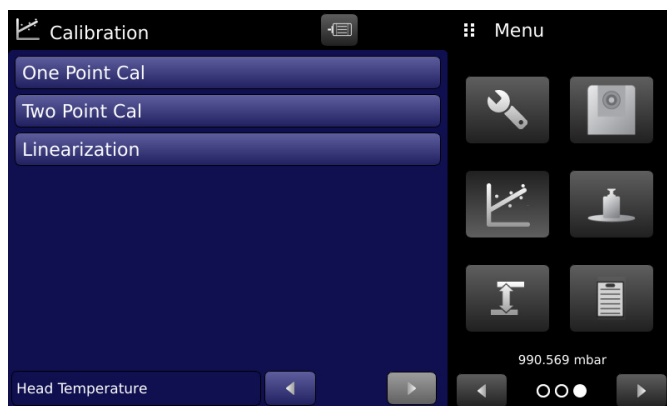 Calibration
One Point Cal
Two Point Cal
Linearization
Head Temperature
Menu
990.569 mbar